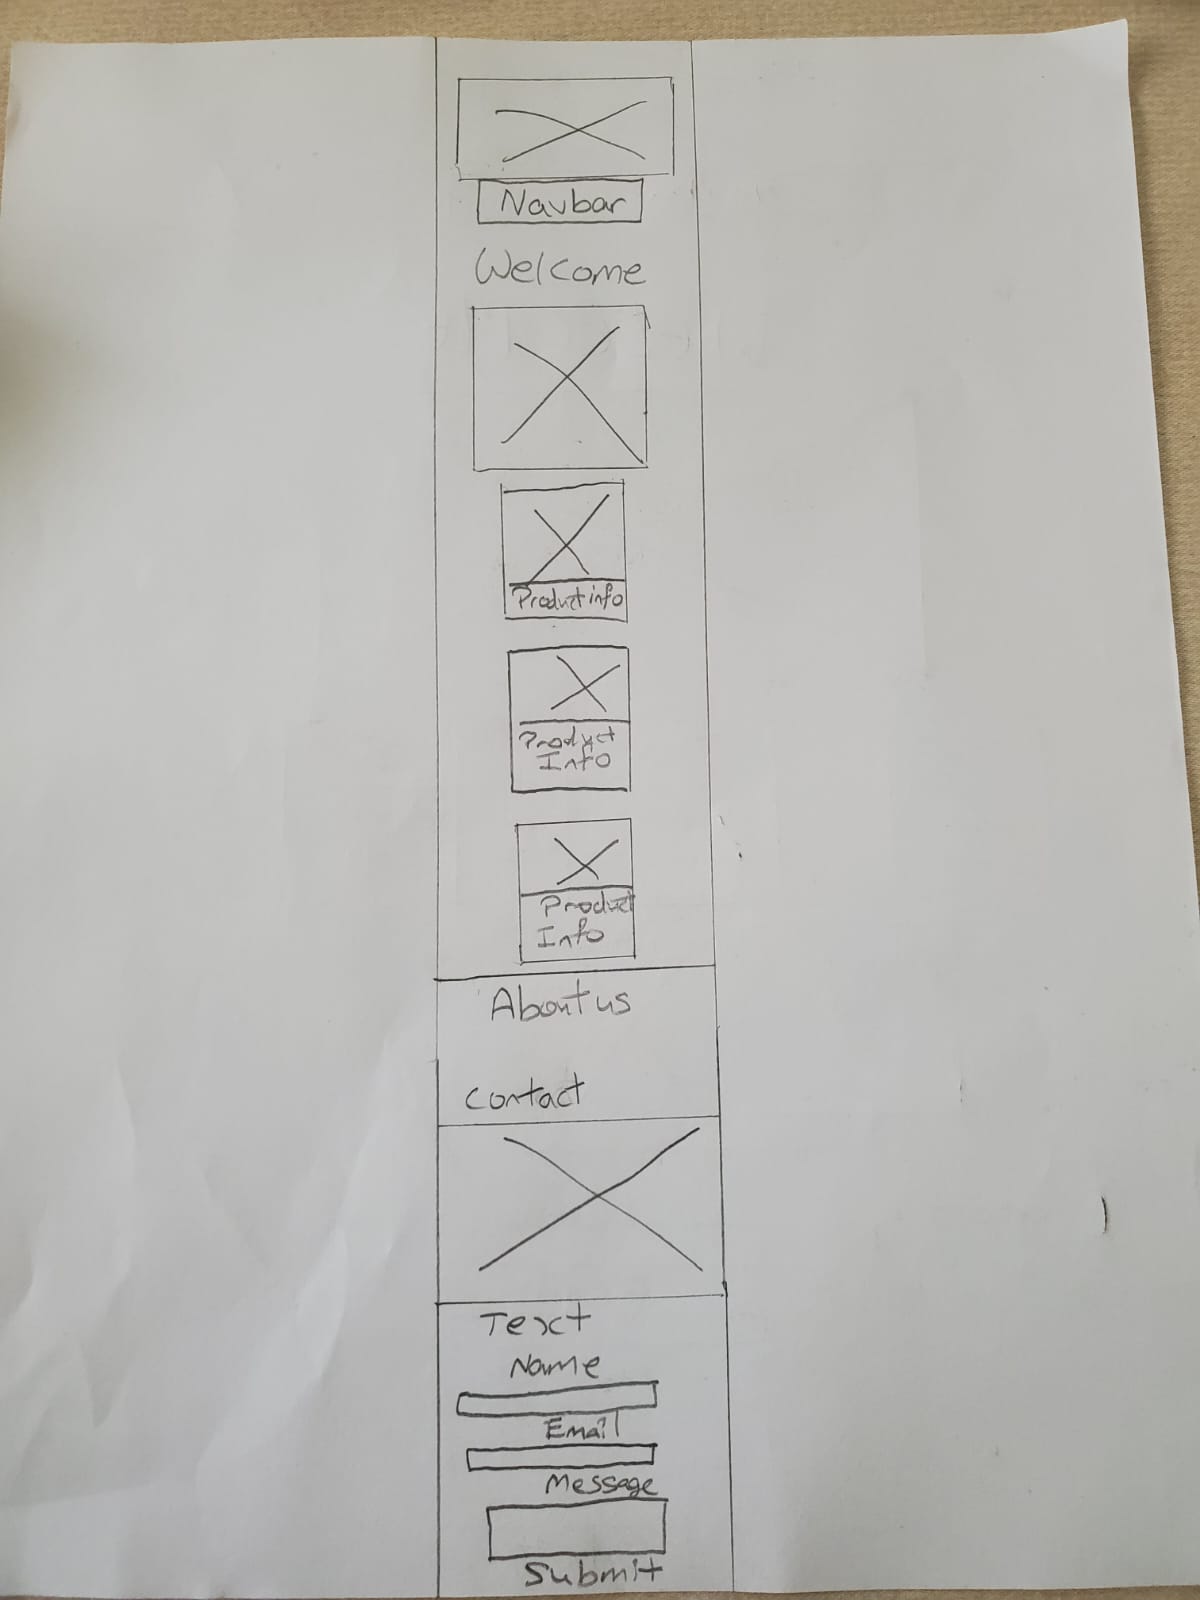 Navbar
Welcome
Product info
Product
Info
Product
Info
About us
Contact
Text
Name
Email
Message
Submit